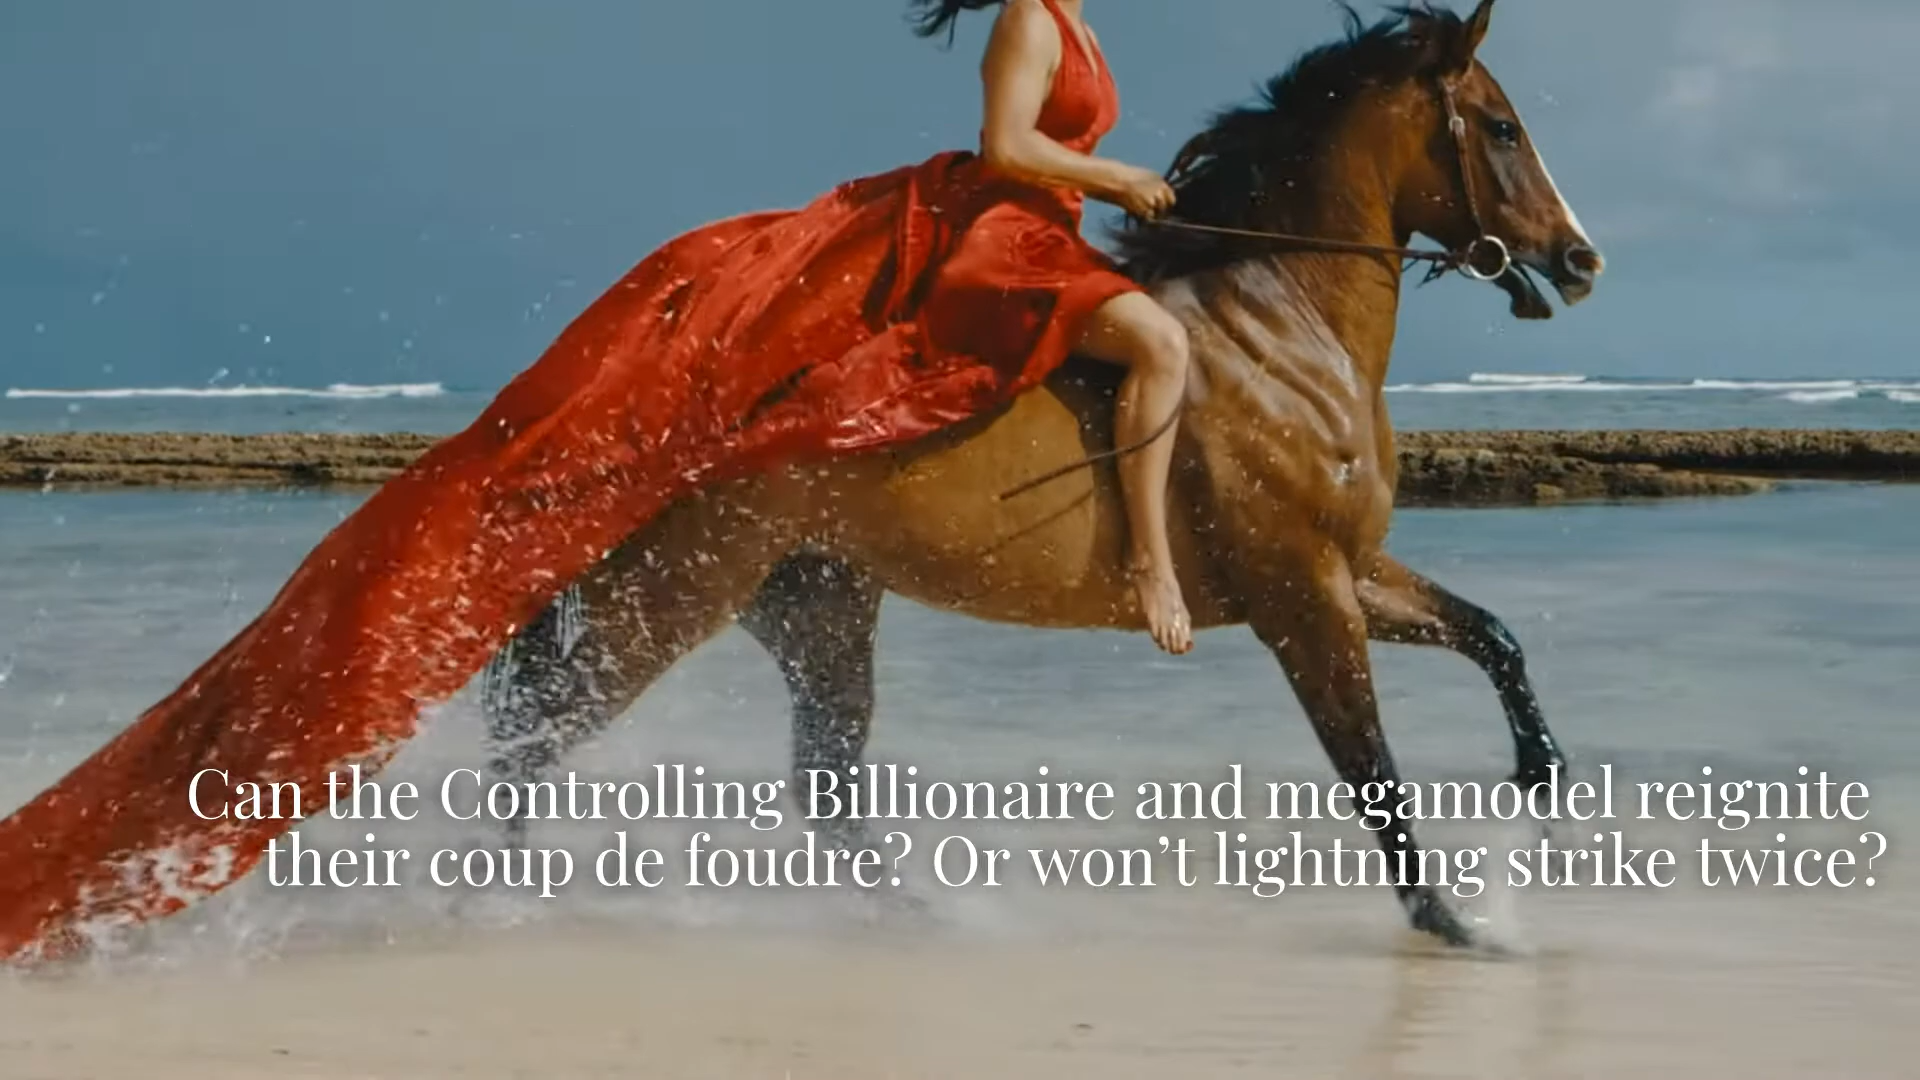 Can the Controlling Billionaire and megamodel reignite
their coup de foudre? Or won’t lightning strike twice?